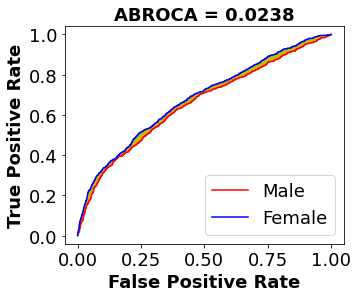 ABROCA = 0.0238
True Positive Rate
1.0
0.8
0.6
0.4
0.2
0.0
Male
Female
0.00 0.25 0.50 0.75 1.00
False Positive Rate